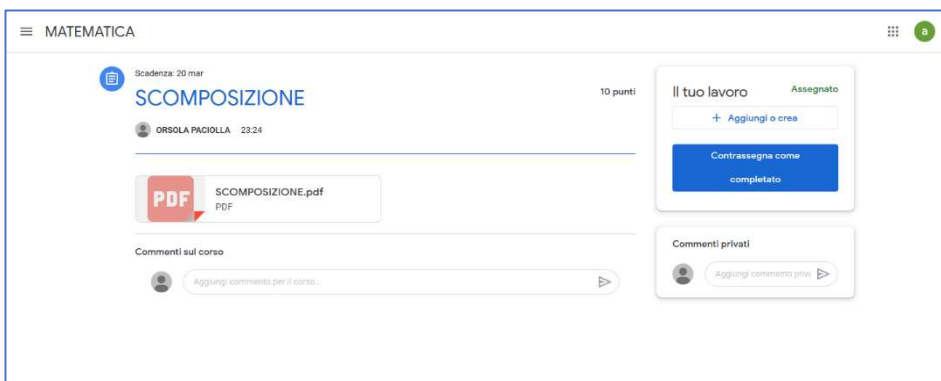 MATEMATICA
a
Scadenza: 20 mar
SCOMPOSIZIONE
10 punti
ORSOLA PACIOLLA 23:24
PDF
SCOMPOSIZIONE.pdf
PDF
Commenti sul corso
Aggiungi commento per il corso...
Il tuo lavoro
Assegnato
+ Aggiungi o crea
Contrassegna come
completato
Commenti privati
Aggiungi commento priva